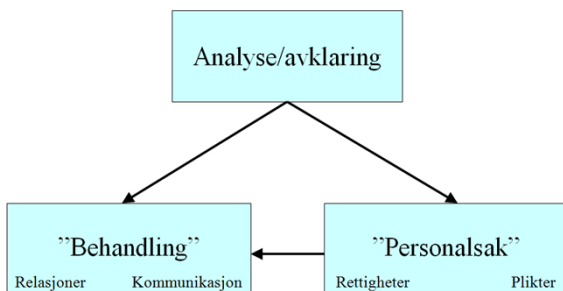 Analyse/avklaring
”Behandling”
Relasjoner Kommunikasjon
”Personalsak”
Rettigheter Plikter